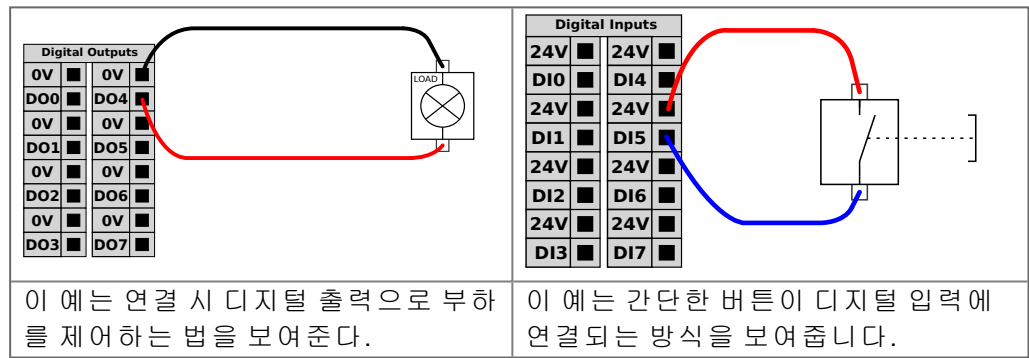 Digital Outputs
0V 0V
DO0 DO4
0V 0V
DO1 DO5
0V 0V
DO2 DO6
0V 0V
DO3 DO7
LOAD
Digital Inputs
24V 24V
DI0 DI4
24V 24V
DI1 DI5
24V 24V
DI2 DI6
24V 24V
DI3 DI7
이 예는 연결 시 디지털 출력으로 부하
를 제어하는 법을 보여준다.
이 예는 간단한 버튼이 디지털 입력에
연결되는 방식을 보여줍니다.